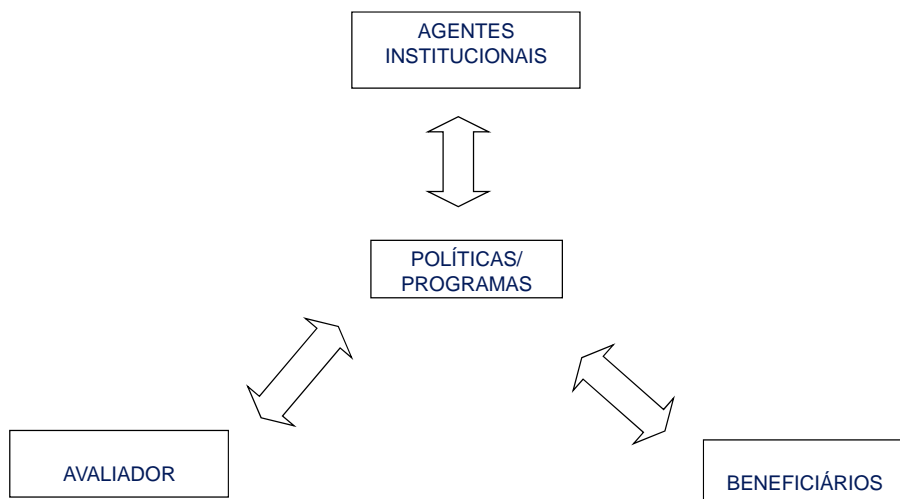 AGENTES
INSTITUCIONAIS
POLÍTICAS/
PROGRAMAS
AVALIADOR
BENEFICIÁRIOS